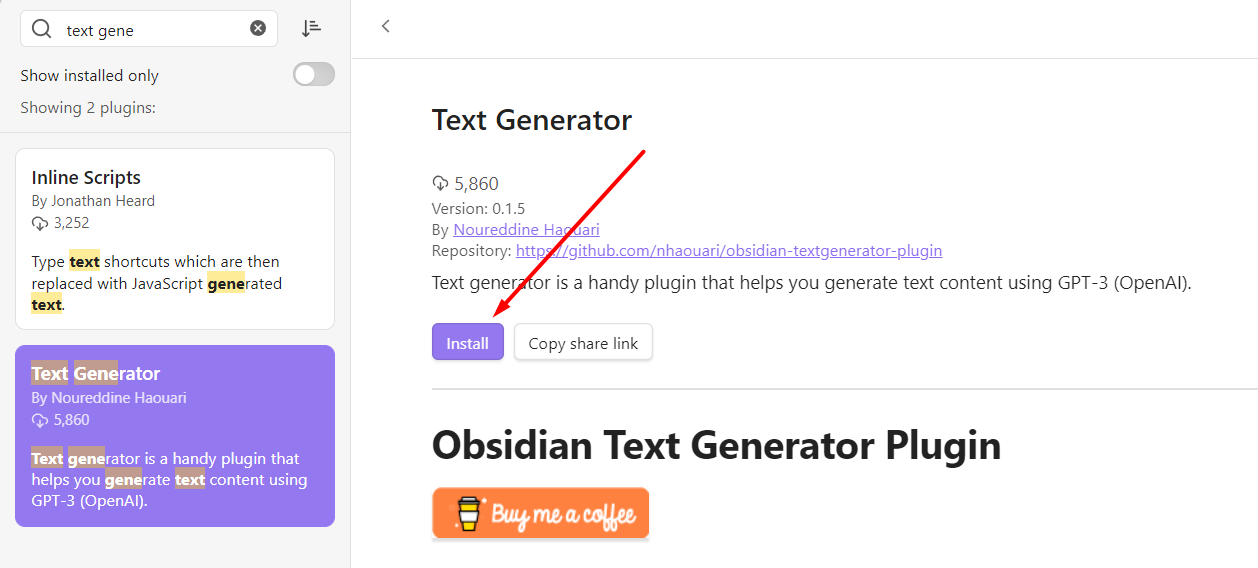 text gene
Show installed only
Showing 2 plugins:
Inline Scripts
By Jonathan Heard
3,252
Type text shortcuts which are then
replaced with JavaScript generated
text.
Text Generator
By Noureddine Haouari
5,860
Text generator is a handy plugin that
helps you generate text content using
GPT-3 (OpenAI).
Text Generator
5,860
Version: 0.1.5
By Noureddine Haouari
Repository: https://github.com/nhaouari/obsidian-textgenerator-plugin
Text generator is a handy plugin that helps you generate text content using GPT-3 (OpenAI).
Install
Copy share link
Obsidian Text Generator Plugin
Buy me a coffee